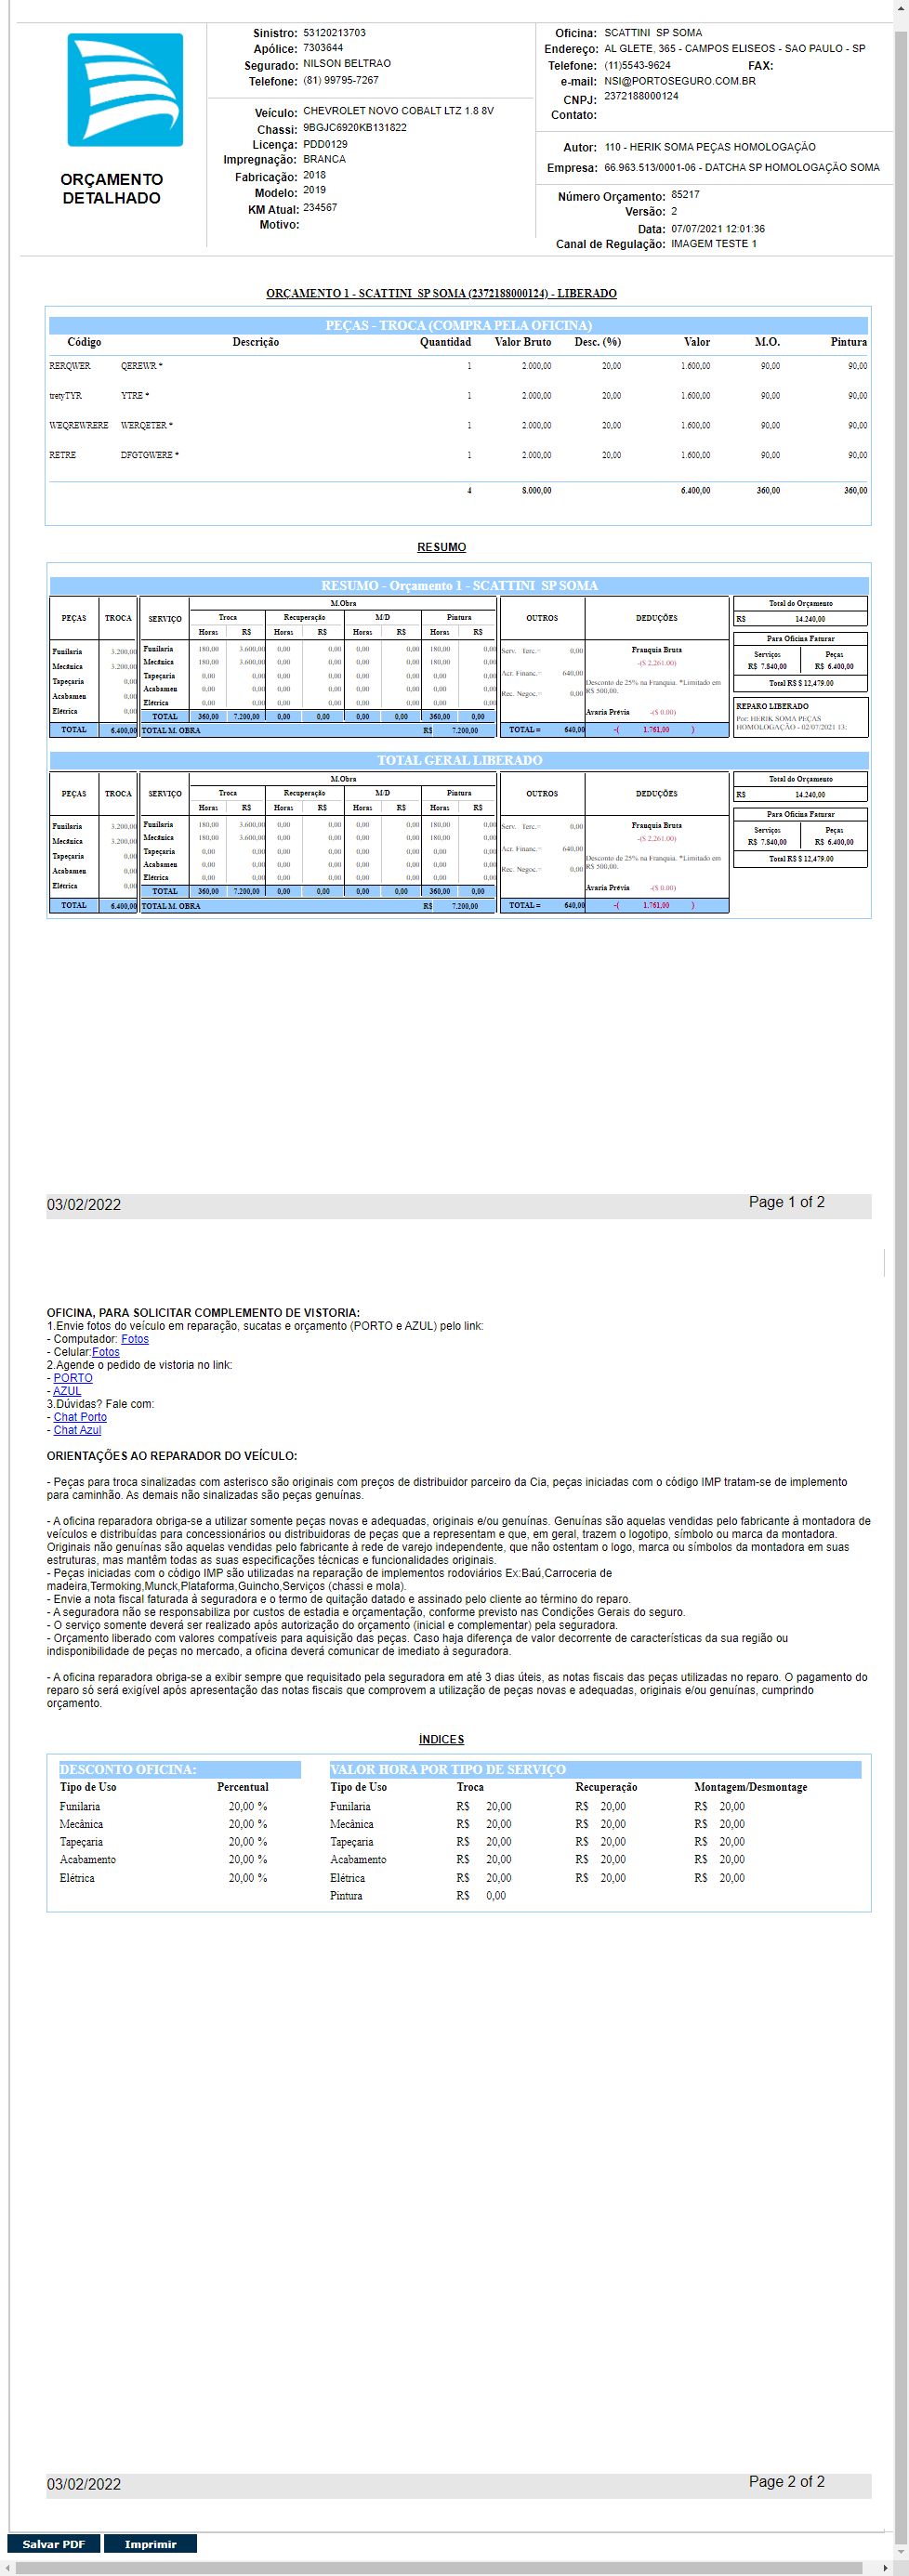 Sinistro: 53120213703
Apólice: 7303644
Segurado: NILSON BELTRAO
Telefone: (81) 99795-7267
Veículo: CHEVROLET NOVO COBALT LTZ 1.8 8V
Chassi: 9BGJC6920KB131822
Licença: PDD0129
Impregnação: BRANCA
Fabricação: 2018
Modelo: 2019
KM Atual: 234567
Motivo:
ORÇAMENTO
DETALHADO
Oficina: SCATTINI SP SOMA
Endereço: AL GLETE, 365 - CAMPOS ELISEOS - SAO PAULO - SP
Telefone: (11)5543-9624 FAX:
e-mail: NSI@PORTOSEGURO.COM.BR
CNPJ: 2372188000124
Contato:
Autor: 110 - HERIK SOMA PEÇAS HOMOLOGAÇÃO
Empresa: 66.963.513/0001-06 - DATCHA SP HOMOLOGAÇÃO SOMA
Número Orçamento: 85217
Versão: 2
Data: 07/07/2021 12:01:36
Canal de Regulação: IMAGEM TESTE 1
ORÇAMENTO 1 - SCATTINI SP SOMA (2372188000124) - LIBERADO
PEÇAS - TROCA (COMPRA PELA OFICINA)
Código Descrição Quantidad Valor Bruto Desc. (%) Valor M.O. Pintura
RERQWER QEREWR * 1 2.000,00 20,00 1.600,00 90,00 90,00
tretyTYR YTRE * 1 2.000,00 20,00 1.600,00 90,00 90,00
WEQREWRERE WERQETER * 1 2.000,00 20,00 1.600,00 90,00 90,00
RETRE DFGTGWERE * 1 2.000,00 20,00 1.600,00 90,00 90,00
4 8.000,00 6.400,00 360,00 360,00
RESUMO
RESUMO - Orçamento 1 - SCATTINI SP SOMA
PEÇAS TROCA
Funilaria 3.200,00
Mecânica 3.200,00
Tapeçaria 0,00
Acabamen 0,00
Elétrica 0,00
TOTAL 6.400,00
M.Obra
SERVIÇO Troca Recuperação M/D Pintura
Horas R$ Horas R$ Horas R$ Horas R$
Funilaria 180,00 3.600,00 0,00 0,00 0,00 0,00 180,00 0,00
Mecânica 180,00 3.600,00 0,00 0,00 0,00 0,00 180,00 0,00
Tapeçaria 0,00 0,00 0,00 0,00 0,00 0,00 0,00 0,00
Acabamen 0,00 0,00 0,00 0,00 0,00 0,00 0,00 0,00
Elétrica 0,00 0,00 0,00 0,00 0,00 0,00 0,00 0,00
TOTAL 360,00 7.200,00 0,00 0,00 0,00 0,00 360,00 0,00
TOTAL M. OBRA R$ 7.200,00
OUTROS
Serv. Terc.= 0,00
Acr. Financ.= 640,00
Rec. Negoc.= 0,00
TOTAL = 640,00
DEDUÇÕES
Franquia Bruta
-($ 2,261.00)
Desconto de 25% na Franquia. *Limitado em
R$ 500,00.
Avaria Prévia -($ 0.00)
-( 1.761,00 )
Total do Orçamento
R$ 14.240,00
Para Oficina Faturar
Serviços Peças
R$ 7.840,00 R$ 6.400,00
Total R$ $ 12,479.00
REPARO LIBERADO
Por: HERIK SOMA PEÇAS
HOMOLOGAÇÃO - 02/07/2021 13:
TOTAL GERAL LIBERADO
PEÇAS TROCA
Funilaria 3.200,00
Mecânica 3.200,00
Tapeçaria 0,00
Acabamen 0,00
Elétrica 0,00
TOTAL 6.400,00
M.Obra
SERVIÇO Troca Recuperação M/D Pintura
Horas R$ Horas R$ Horas R$ Horas R$
Funilaria 180,00 3.600,00 0,00 0,00 0,00 0,00 180,00 0,00
Mecânica 180,00 3.600,00 0,00 0,00 0,00 0,00 180,00 0,00
Tapeçaria 0,00 0,00 0,00 0,00 0,00 0,00 0,00 0,00
Acabamen 0,00 0,00 0,00 0,00 0,00 0,00 0,00 0,00
Elétrica 0,00 0,00 0,00 0,00 0,00 0,00 0,00 0,00
TOTAL 360,00 7.200,00 0,00 0,00 0,00 0,00 360,00 0,00
TOTAL M. OBRA R$ 7.200,00
OUTROS
Serv. Terc.= 0,00
Acr. Financ.= 640,00
Rec. Negoc.= 0,00
TOTAL = 640,00
DEDUÇÕES
Franquia Bruta
-($ 2,261.00)
Desconto de 25% na Franquia. *Limitado em
R$ 500,00.
Avaria Prévia -($ 0.00)
-( 1.761,00 )
Total do Orçamento
R$ 14.240,00
Para Oficina Faturar
Serviços Peças
R$ 7.840,00 R$ 6.400,00
Total R$ $ 12,479.00
03/02/2022 Page 1 of 2
OFICINA, PARA SOLICITAR COMPLEMENTO DE VISTORIA:
1.Envie fotos do veículo em reparação, sucatas e orçamento (PORTO e AZUL) pelo link:
- Computador: Fotos
- Celular:Fotos
2.Agende o pedido de vistoria no link:
- PORTO
- AZUL
3.Dúvidas? Fale com:
- Chat Porto
- Chat Azul
ORIENTAÇÕES AO REPARADOR DO VEÍCULO:
- Peças para troca sinalizadas com asterisco são originais com preços de distribuidor parceiro da Cia, peças iniciadas com o código IMP tratam-se de implemento
para caminhão. As demais não sinalizadas são peças genuínas.
- A oficina reparadora obriga-se a utilizar somente peças novas e adequadas, originais e/ou genuínas. Genuínas são aquelas vendidas pelo fabricante à montadora de
veículos e distribuídas para concessionários ou distribuidoras de peças que a representam e que, em geral, trazem o logotipo, símbolo ou marca da montadora.
Originais não genuínas são aquelas vendidas pelo fabricante à rede de varejo independente, que não ostentam o logo, marca ou símbolos da montadora em suas
estruturas, mas mantêm todas as suas especificações técnicas e funcionalidades originais.
- Peças iniciadas com o código IMP são utilizadas na reparação de implementos rodoviários Ex:Baú,Carroceria de
madeira,Termoking,Munck,Plataforma,Guincho,Serviços (chassi e mola).
- Envie a nota fiscal faturada à seguradora e o termo de quitação datado e assinado pelo cliente ao término do reparo.
- A seguradora não se responsabiliza por custos de estadia e orçamentação, conforme previsto nas Condições Gerais do seguro.
- O serviço somente deverá ser realizado após autorização do orçamento (inicial e complementar) pela seguradora.
- Orçamento liberado com valores compatíveis para aquisição das peças. Caso haja diferença de valor decorrente de características da sua região ou
indisponibilidade de peças no mercado, a oficina deverá comunicar de imediato à seguradora.
- A oficina reparadora obriga-se a exibir sempre que requisitado pela seguradora em até 3 dias úteis, as notas fiscais das peças utilizadas no reparo. O pagamento do
reparo só será exigível após apresentação das notas fiscais que comprovem a utilização de peças novas e adequadas, originais e/ou genuínas, cumprindo
orçamento.
ÍNDICES
DESCONTO OFICINA:
Tipo de Uso Percentual
Funilaria 20,00 %
Mecânica 20,00 %
Tapeçaria 20,00 %
Acabamento 20,00 %
Elétrica 20,00 %
VALOR HORA POR TIPO DE SERVIÇO
Tipo de Uso Troca Recuperação Montagem/Desmontage
Funilaria R$ 20,00 R$ 20,00 R$ 20,00
Mecânica R$ 20,00 R$ 20,00 R$ 20,00
Tapeçaria R$ 20,00 R$ 20,00 R$ 20,00
Acabamento R$ 20,00 R$ 20,00 R$ 20,00
Elétrica R$ 20,00 R$ 20,00 R$ 20,00
Pintura R$ 0,00
03/02/2022 Page 2 of 2
Salvar PDF Imprimir